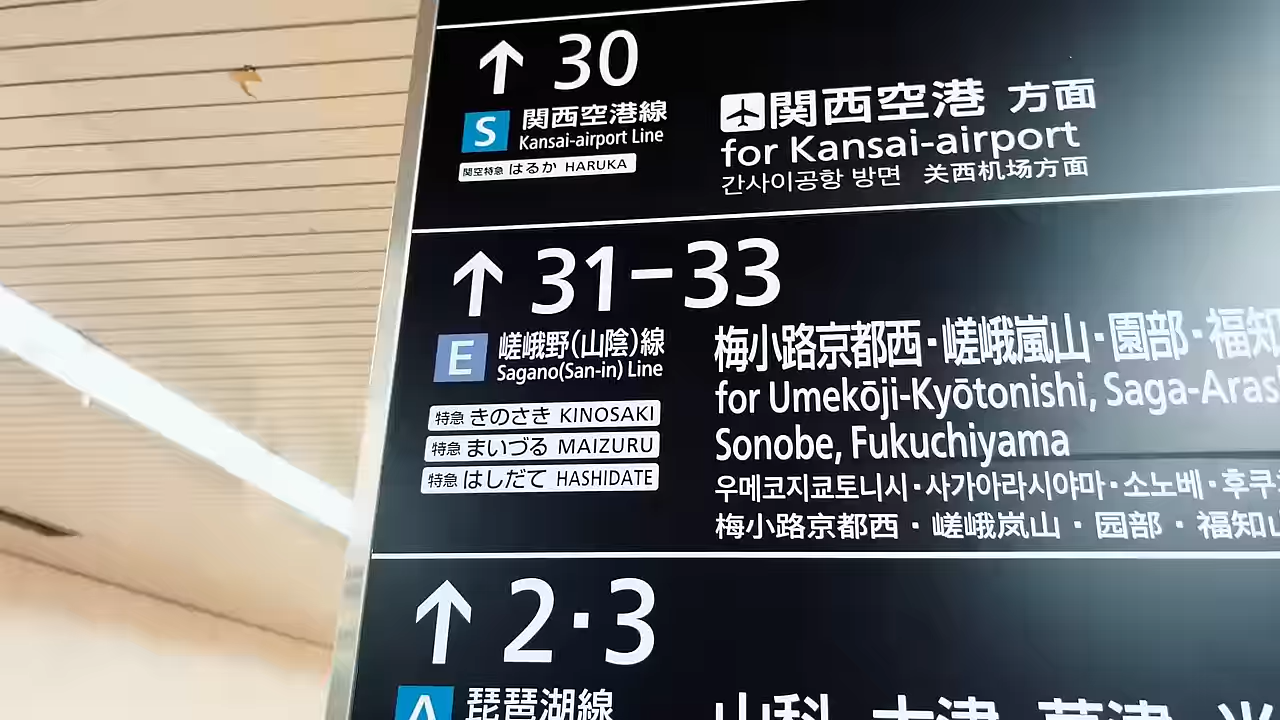 ↑ 30
S 関西空港線
Kansai-airport Line
関空特急 はるか HARUKA
関西空港 方面
for Kansai-airport
간사이공항 방면 关西机场方面
↑ 31-33
E 嵯峨野(山陰)線
Sagano(San-in) Line
特急 きのさき KINOSAKI
特急 まいづる MAIZURU
特急 はしだて HASHIDATE
梅小路京都西・嵯峨嵐山・園部・福知
for Umekōji-Kyōtonishi, Saga-Aras
Sonobe, Fukuchiyama
우메코지쿄토니시・사가아라시야마・소노베・후쿠
梅小路京都西・嵯峨岚山・园部・福知山
↑ 2・3
A 琵琶湖線
山科 大津 草津 米